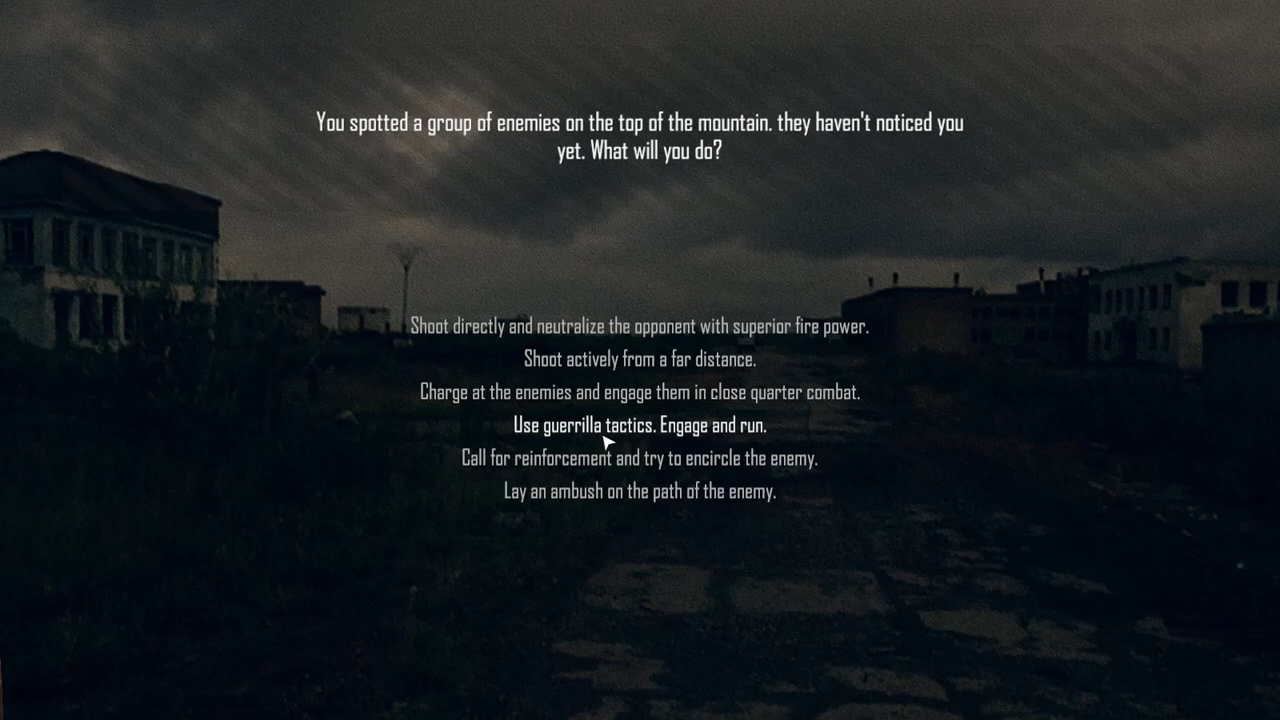 You spotted a group of enemies on the top of the mountain. they haven't noticed you
yet. What will you do?
Shoot directly and neutralize the opponent with superior fire power.
Shoot actively from a far distance.
Charge at the enemies and engage them in close quarter combat.
Use guerrilla tactics. Engage and run.
Call for reinforcement and try to encircle the enemy.
Lay an ambush on the path of the enemy.